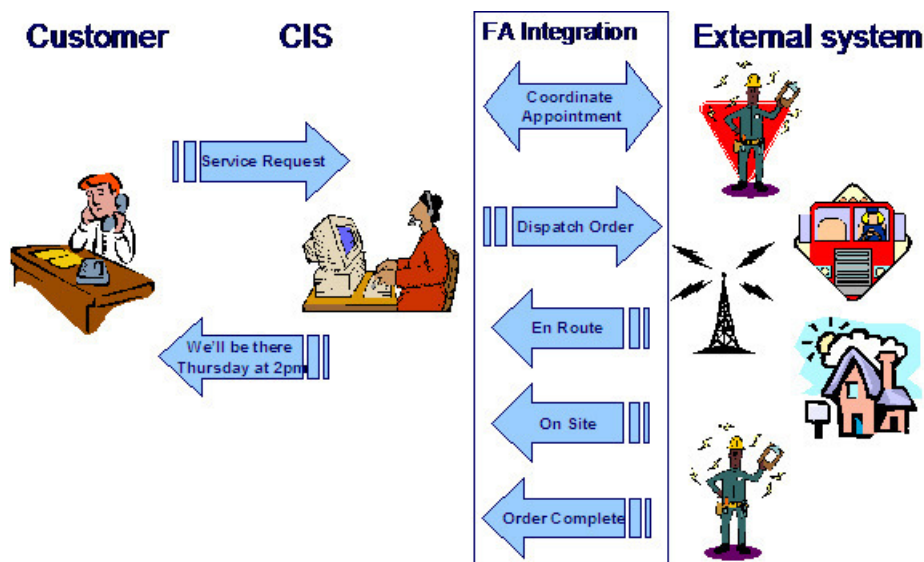 Customer
CIS
FA Integration
External system
Coordinate
Appointment
Service Request
Dispatch Order
En Route
We'll be there
Thursday at 2pm
On Site
Order Complete